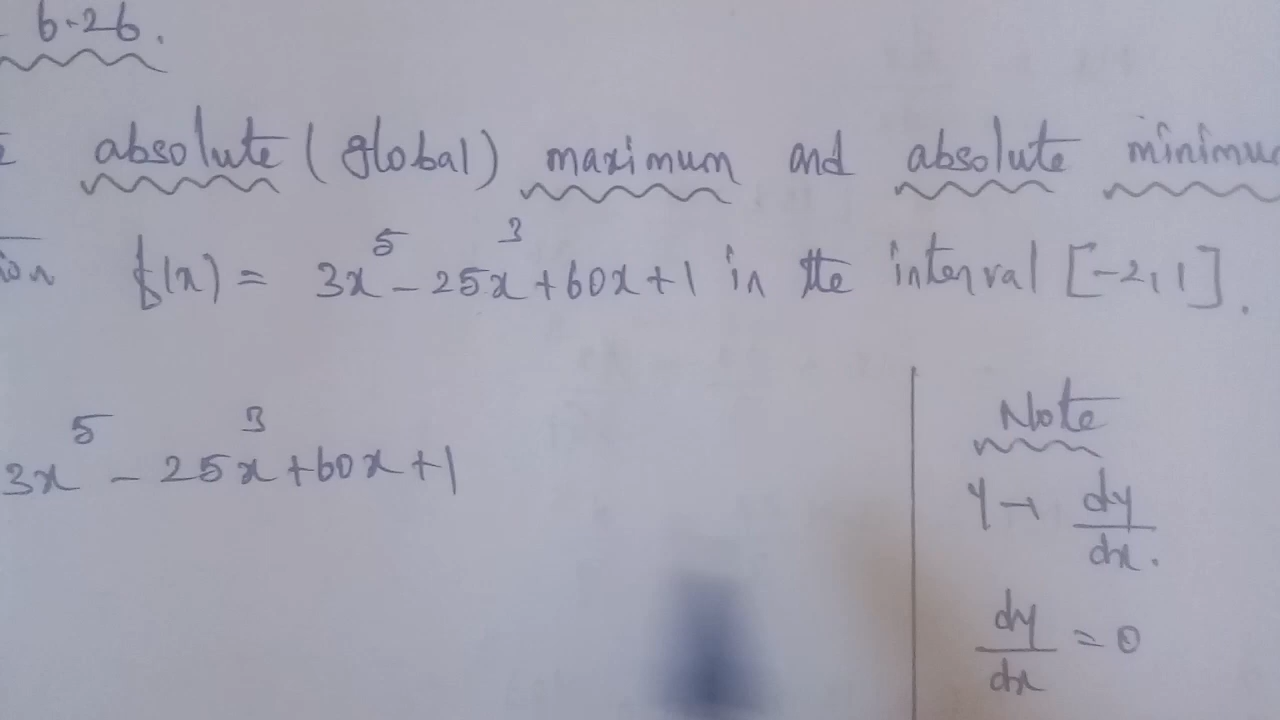 6.26.
absolute (global) maximum and absolute
f(x) = 3x⁵ - 25x³ + 60x + 1 in the interval [-2, 1].
3x⁵ - 25x³ + 60x + 1
Note
y → dy/dx.
dy/dx = 0